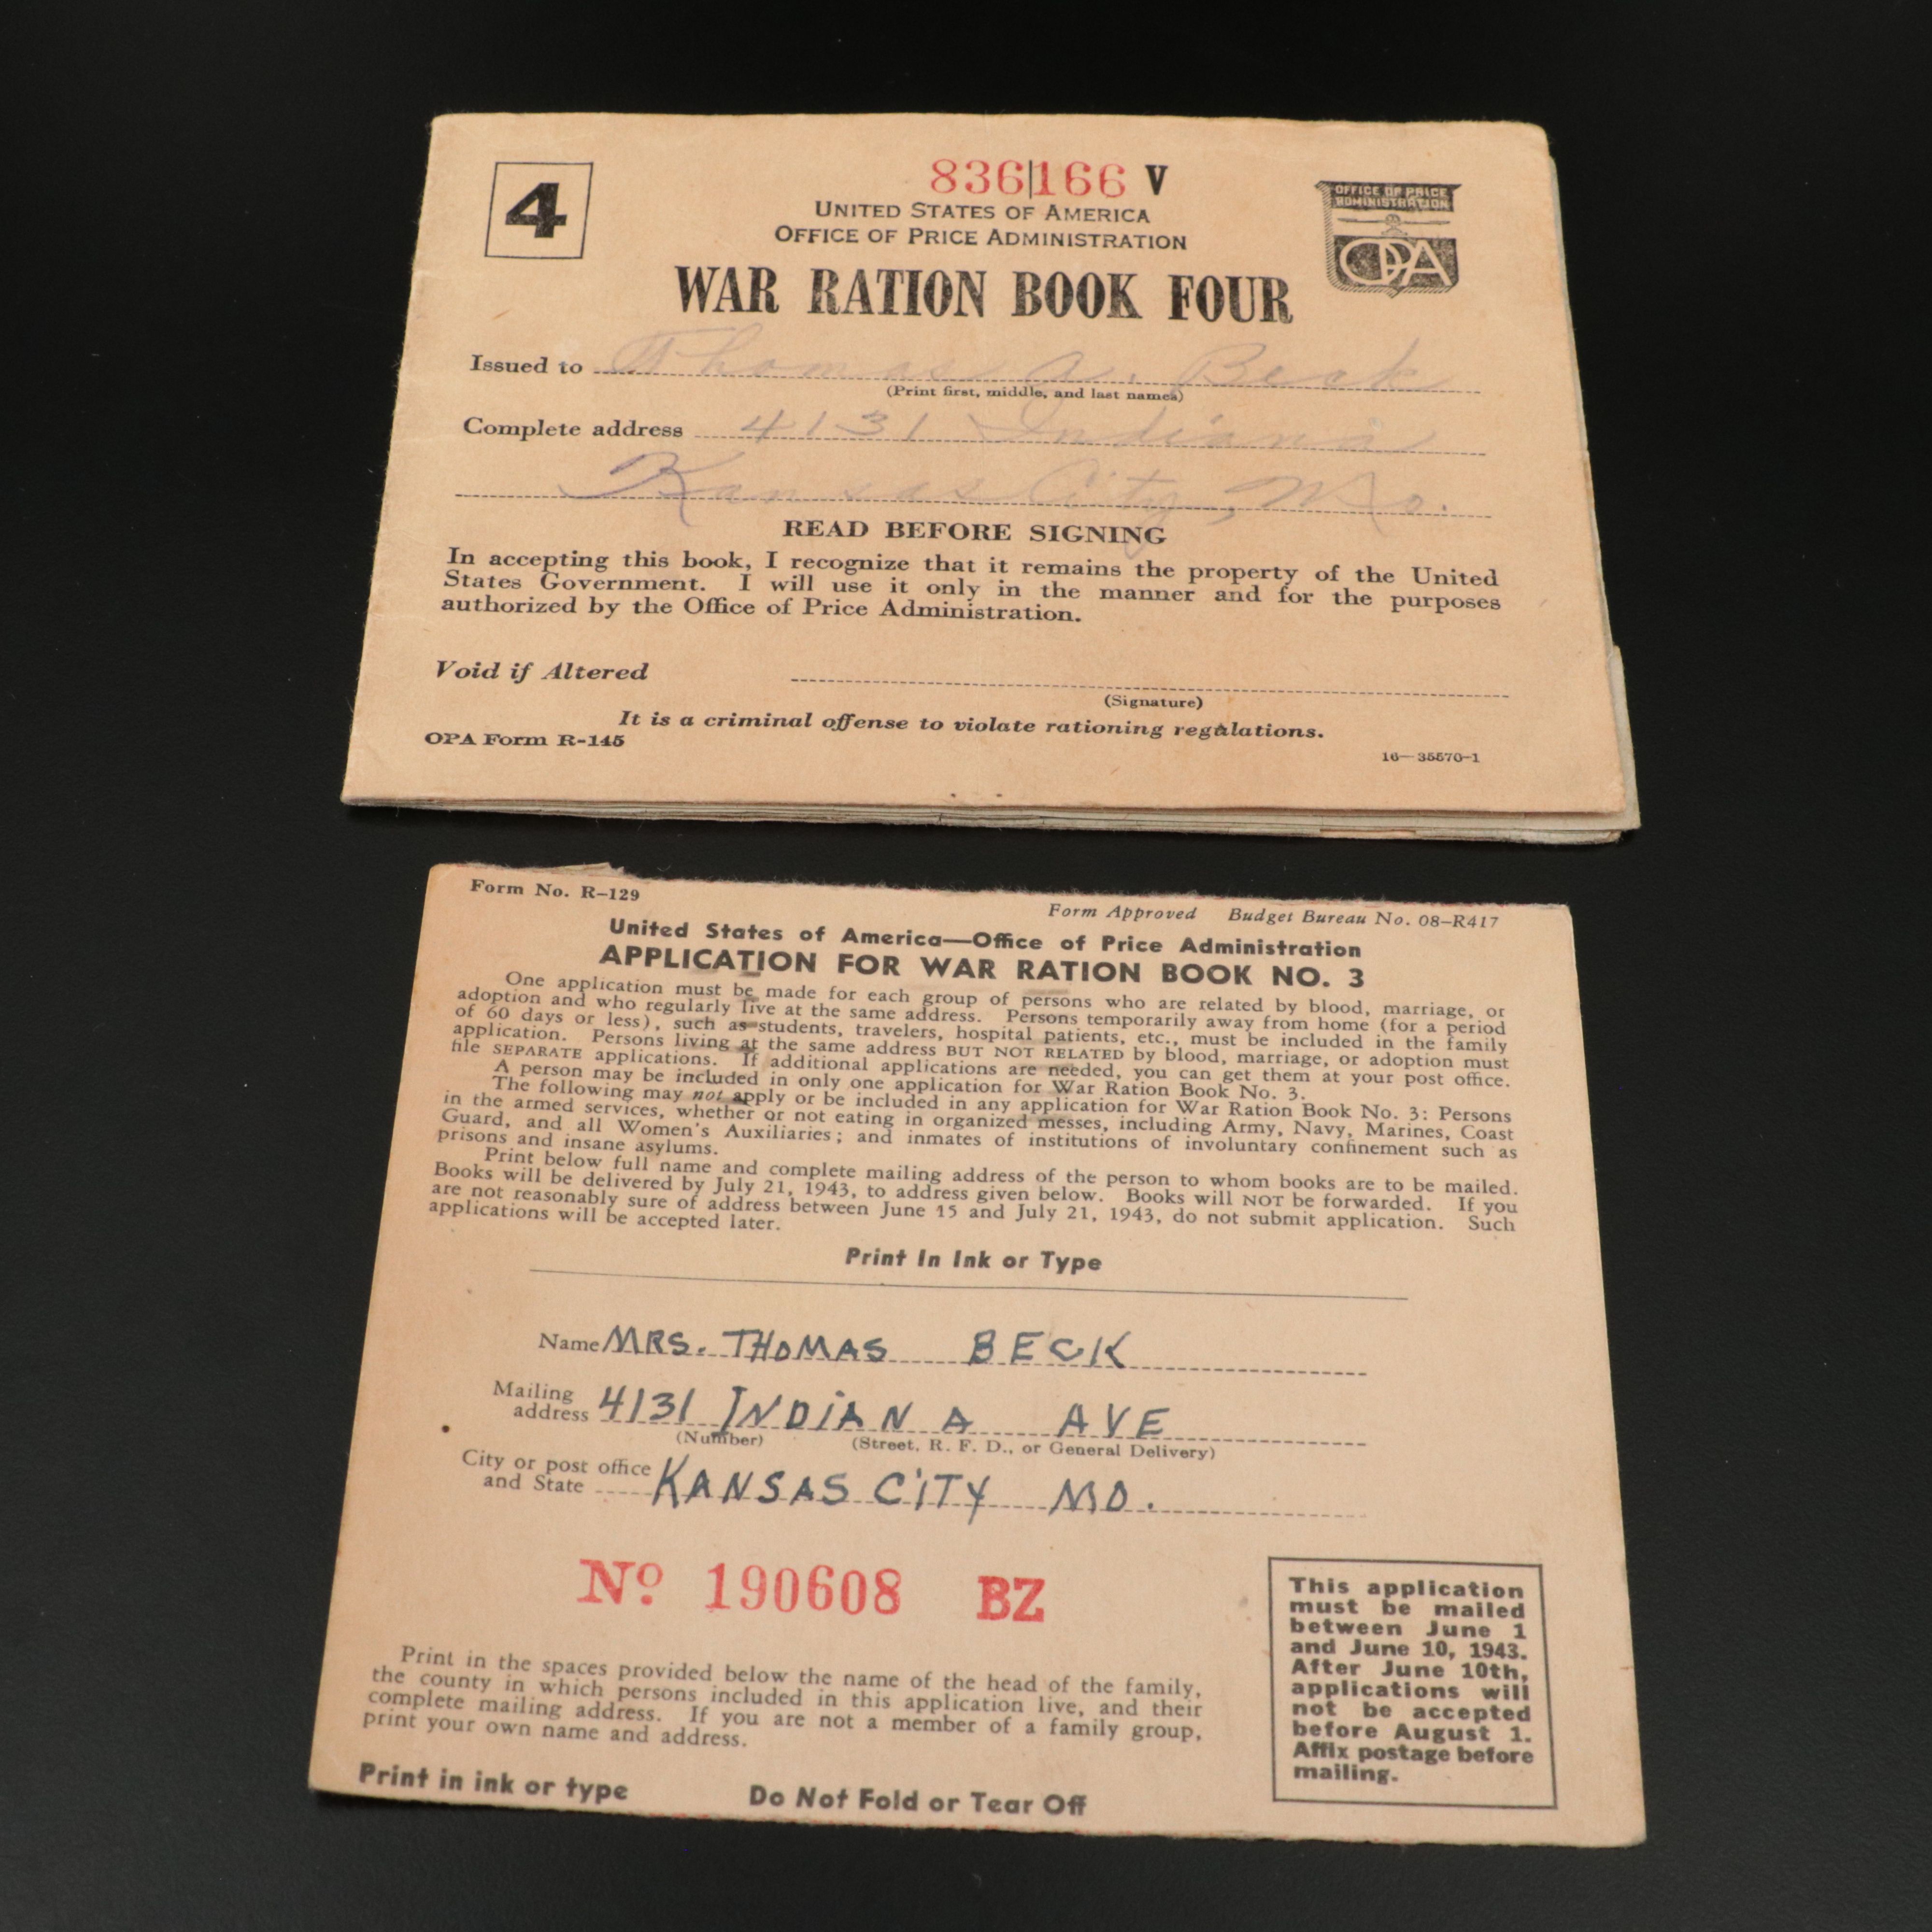 4
836166 V
UNITED STATES OF AMERICA
OFFICE OF PRICE ADMINISTRATION
OFFICE OF PRICE
ADMINISTRATION
OPA
WAR RATION BOOK FOUR
Issued to Thomas A. Beck
(Print first, middle, and last names)
Complete address 4131 Indiana
Kansas City, Mo.
READ BEFORE SIGNING
In accepting this book, I recognize that it remains the property of the United
States Government. I will use it only in the manner and for the purposes
authorized by the Office of Price Administration.
Void if Altered
(Signature)
It is a criminal offense to violate rationing regulations.
OPA Form R-145
16—35570-1
Form No. R-129
Form Approved Budget Bureau No. 08-R417
United States of America—Office of Price Administration
APPLICATION FOR WAR RATION BOOK NO. 3
One application must be made for each group of persons who are related by blood, marriage, or
adoption and who regularly live at the same address. Persons temporarily away from home (for a period
of 60 days or less), such as students, travelers, hospital patients, etc., must be included in the family
application. Persons living at the same address BUT NOT RELATED by blood, marriage, or adoption must
file SEPARATE applications. If additional applications are needed, you can get them at your post office.
A person may be included in only one application for War Ration Book No. 3.
The following may not apply or be included in any application for War Ration Book No. 3: Persons
in the armed services, whether or not eating in organized messes, including Army, Navy, Marines, Coast
Guard, and all Women's Auxiliaries; and inmates of institutions of involuntary confinement such as
prisons and insane asylums.
Print below full name and complete mailing address of the person to whom books are to be mailed.
Books will be delivered by July 21, 1943, to address given below. Books will NOT be forwarded. If you
are not reasonably sure of address between June 15 and July 21, 1943, do not submit application. Such
applications will be accepted later.
Print In Ink or Type
Name MRS. THOMAS BECK
Mailing
address 4131 INDIANA AVE
(Number) (Street, R. F. D., or General Delivery)
City or post office
and State KANSAS CITY MO.
No. 190608 BZ
Print in the spaces provided below the name of the head of the family,
the county in which persons included in this application live, and their
complete mailing address. If you are not a member of a family group,
print your own name and address.
Print in ink or type Do Not Fold or Tear Off
This application
must be mailed
between June 1
and June 10, 1943.
After June 10th,
applications will
not be accepted
before August 1.
Affix postage before
mailing.